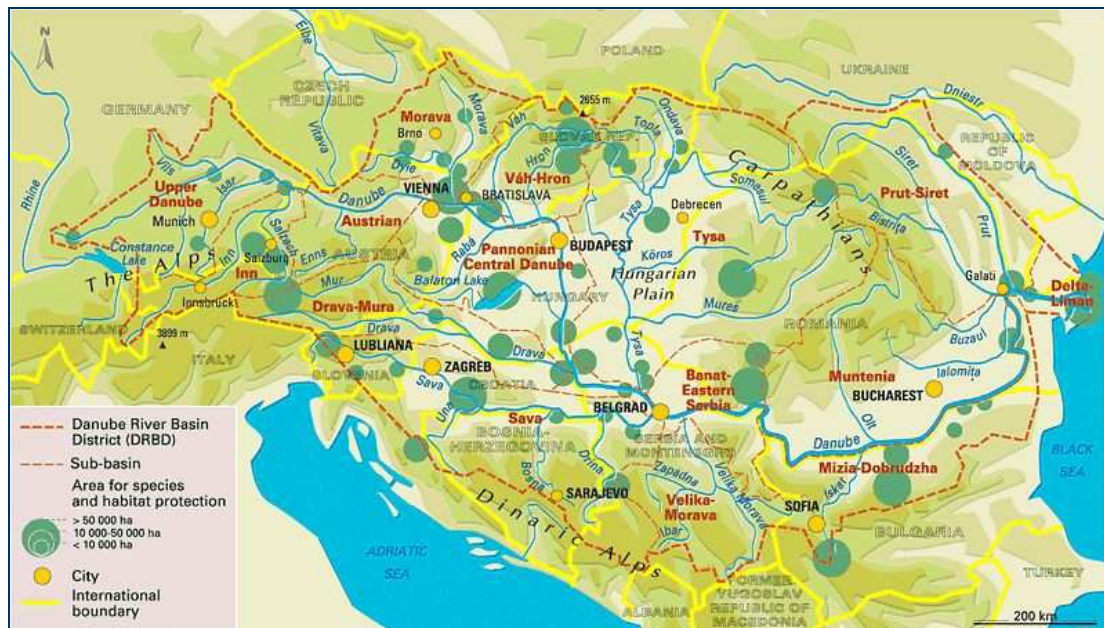 N
Elbe
POLAND
UKRAINE
CZECH
REPUBLIC
GERMANY
Vltava
Morava
Brno
Morava
Dyje
Váh
2655 m
SLOVAK REP.
Hron
Topla
Ondava
Dniestr
REPUBLIC
OF
MOLDOVA
Rhine
Vils
Isar
Upper
Danube
Munich
Danube
VIENNA
BRATISLAVA
Váh-Hron
Carpathians
Siret
Prut-Siret
Prut
Bistrița
Somesul
Debrecen
Tysa
Tysa
Austrian
Salzach
Salzburg
Inn
Inn
Enns
AUSTRIA
Raba
Pannonian
Central Danube
BUDAPEST
Körös
Hungarian
Plain
Constance
Lake
The Alps
Innsbrück
Mur
Balaton Lake
HUNGARY
Mures
Galati
Delta-
Liman
SWITZERLAND
3899 m
ITALY
Drava-Mura
Drava
Drava
Tysa
ROMANIA
Buzaul
LUBLIANA
SLOVENIA
ZAGREB
Sava
CROATIA
Banat-
Eastern
Serbia
Muntenia
Ialomita
BUCHAREST
Una
Sava
BELGRAD
BOSNIA-
HERZEGOVINA
SERBIA AND
MONTENEGRO
Olt
Danube
Mizia-Dobrudzha
BLACK
SEA
Bosna
Drina
SARAJEVO
Zapadna
Velika Morava
Velika-
Morava
Ibar
SOFIA
Iskar
BULGARIA
Dinaric Alps
ADRIATIC
SEA
ALBANIA
FORMER
YUGOSLAV
REPUBLIC OF
MACEDONIA
TURKEY
200 km
Danube River Basin
District (DRBD)
Sub-basin
Area for species
and habitat protection
> 50 000 ha
10 000-50 000 ha
< 10 000 ha
City
International
boundary